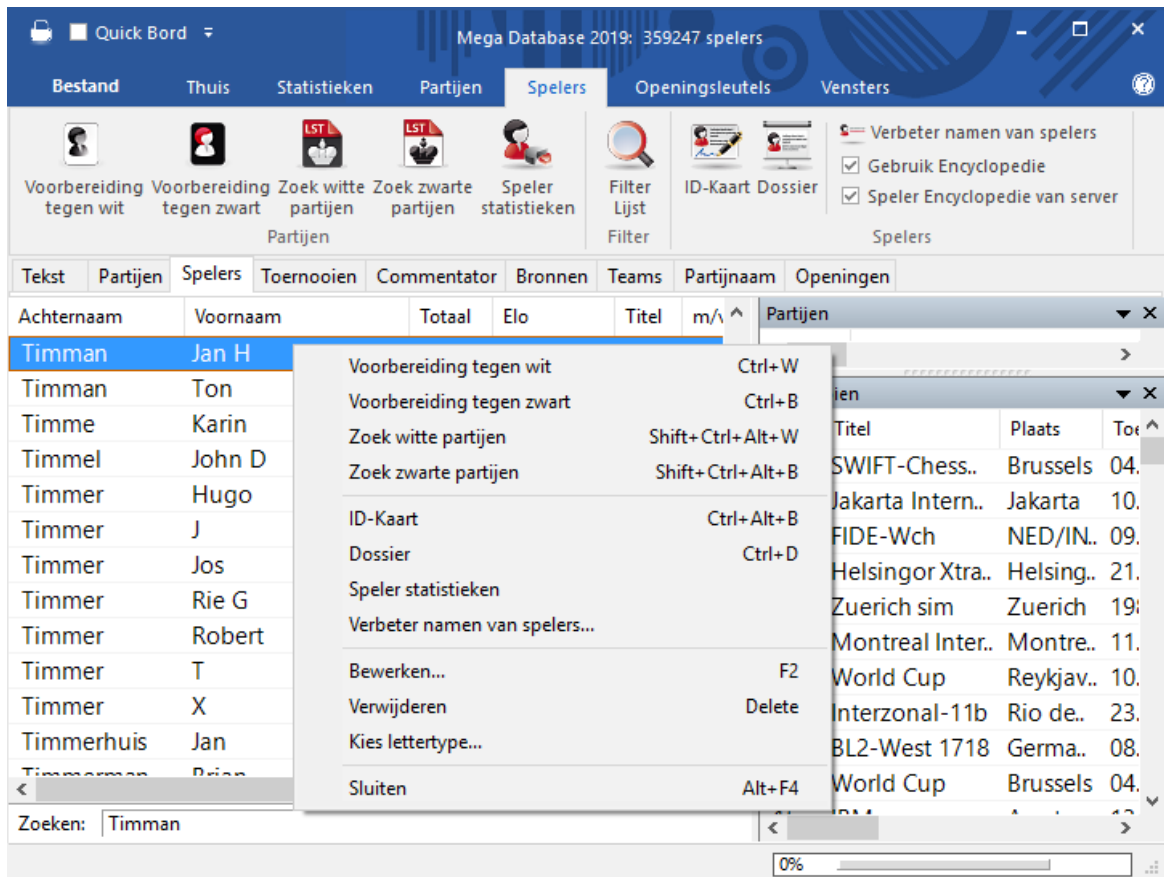 Quick Bord
Mega Database 2019: 359247 spelers
Bestand Thuis Statistieken Partijen Spelers Openingsleutels Vensters
Voorbereiding tegen wit
Voorbereiding tegen zwart
LST
Zoek witte partijen
LST
Zoek zwarte partijen
Speler statistieken
Partijen
Filter Lijst
Filter
ID-Kaart
Dossier
Verbeter namen van spelers
Gebruik Encyclopedie
Speler Encyclopedie van server
Spelers
Tekst Partijen Spelers Toernooien Commentator Bronnen Teams Partijnaam Openingen
Achternaam Voornaam Totaal Elo Titel m/v
Timman Jan H
Timman Ton
Timme Karin
Timmel John D
Timmer Hugo
Timmer J
Timmer Jos
Timmer Rie G
Timmer Robert
Timmer T
Timmer X
Timmerhuis Jan
Timmerman Brian
Zoeken: Timman
Voorbereiding tegen wit Ctrl+W
Voorbereiding tegen zwart Ctrl+B
Zoek witte partijen Shift+Ctrl+Alt+W
Zoek zwarte partijen Shift+Ctrl+Alt+B
ID-Kaart Ctrl+Alt+B
Dossier Ctrl+D
Speler statistieken
Verbeter namen van spelers...
Bewerken... F2
Verwijderen Delete
Kies lettertype...
Sluiten Alt+F4
Partijen
ien
Titel Plaats Toe
SWIFT-Chess.. Brussels 04.
Jakarta Intern.. Jakarta 10.
FIDE-Wch NED/IN.. 09.
Helsingor Xtra.. Helsing.. 21.
Zuerich sim Zuerich 198
Montreal Inter.. Montre.. 11.
World Cup Reykjav.. 10.
Interzonal-11b Rio de.. 23.
BL2-West 1718 Germa.. 08.
World Cup Brussels 04.
0%